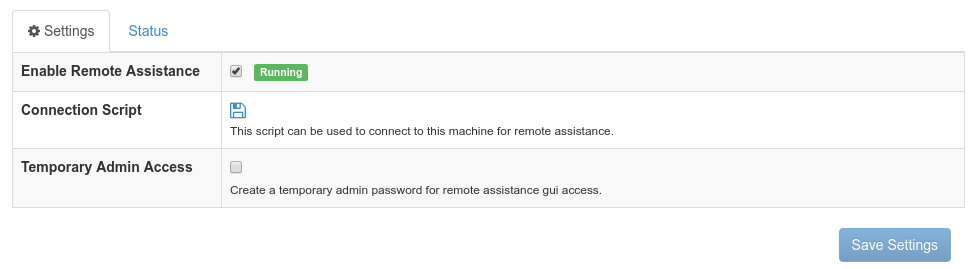 Settings
Status
Enable Remote Assistance
Running
Connection Script
This script can be used to connect to this machine for remote assistance.
Temporary Admin Access
Create a temporary admin password for remote assistance gui access.
Save Settings